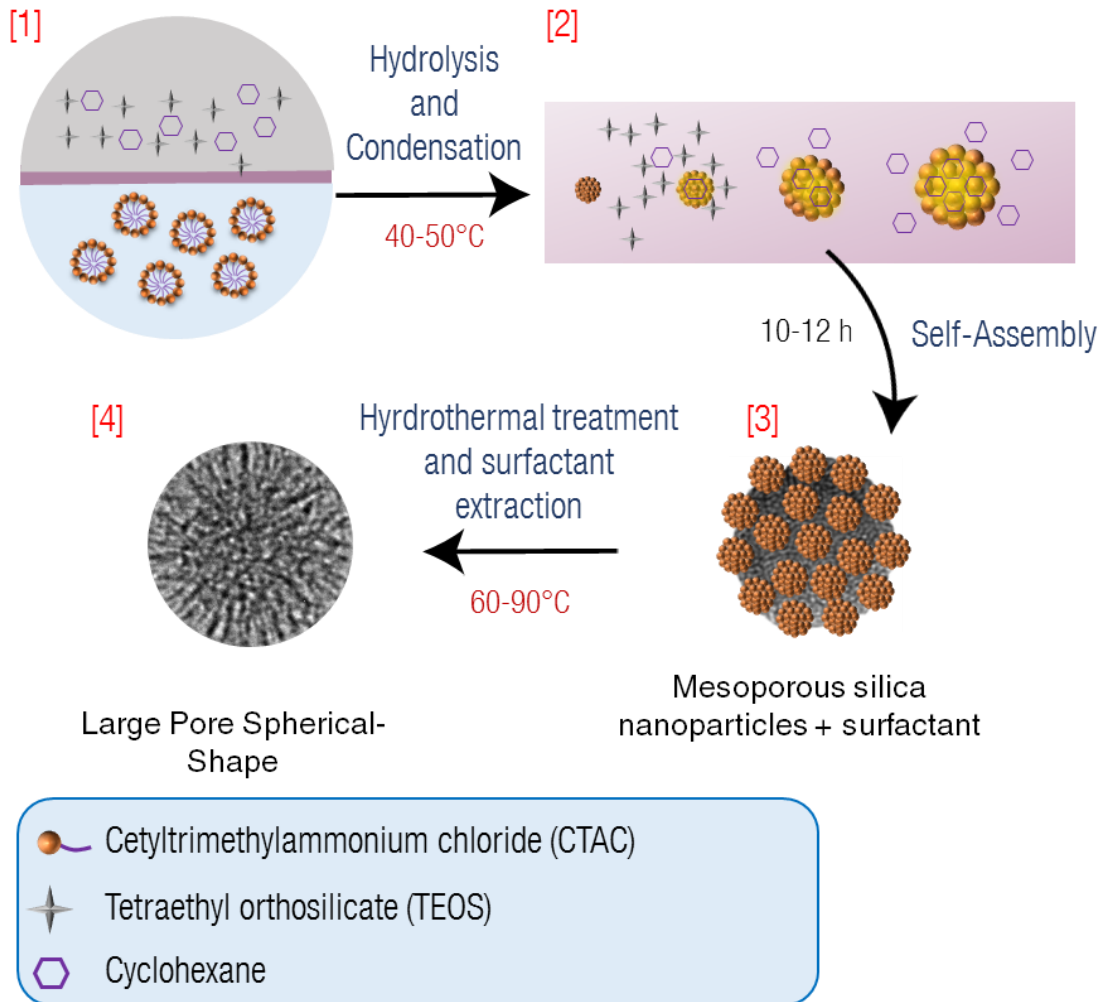 [1]
Hydrolysis
and
Condensation
40-50°C
[2]
10-12 h
Self-Assembly
[3]
Mesoporous silica
nanoparticles + surfactant
Hyrdrothermal treatment
and surfactant
extraction
60-90°C
[4]
Large Pore Spherical-
Shape
Cetyltrimethylammonium chloride (CTAC)
Tetraethyl orthosilicate (TEOS)
Cyclohexane